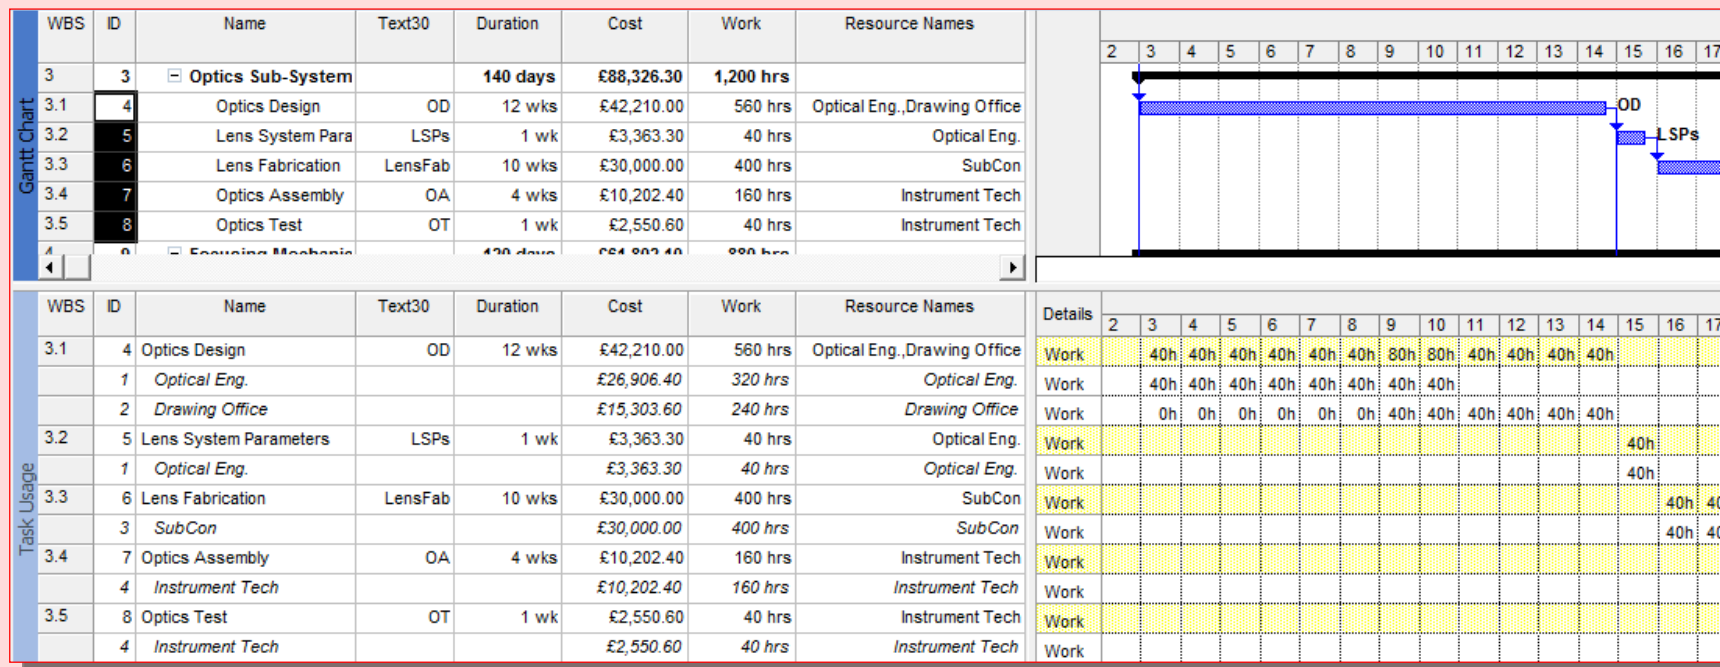 WBS ID Name Text30 Duration Cost Work Resource Names
2 3 4 5 6 7 8 9 10 11 12 13 14 15 16 17
3 3 Optics Sub-System 140 days £88,326.30 1,200 hrs
3.1 4 Optics Design OD 12 wks £42,210.00 560 hrs Optical Eng.,Drawing Office OD
3.2 5 Lens System Para LSPs 1 wk £3,363.30 40 hrs Optical Eng. LSPs
3.3 6 Lens Fabrication LensFab 10 wks £30,000.00 400 hrs SubCon
3.4 7 Optics Assembly OA 4 wks £10,202.40 160 hrs Instrument Tech
3.5 8 Optics Test OT 1 wk £2,550.60 40 hrs Instrument Tech
4 9 Focusing Mechanic 120 days £61,802.10 880 hrs
Gantt Chart
WBS ID Name Text30 Duration Cost Work Resource Names Details
2 3 4 5 6 7 8 9 10 11 12 13 14 15 16 17
3.1 4 Optics Design OD 12 wks £42,210.00 560 hrs Optical Eng.,Drawing Office Work 40h 40h 40h 40h 40h 40h 80h 80h 40h 40h 40h 40h
1 Optical Eng. £26,906.40 320 hrs Optical Eng. Work 40h 40h 40h 40h 40h 40h 40h 40h
2 Drawing Office £15,303.60 240 hrs Drawing Office Work 0h 0h 0h 0h 0h 0h 40h 40h 40h 40h 40h 40h
3.2 5 Lens System Parameters LSPs 1 wk £3,363.30 40 hrs Optical Eng. Work 40h
1 Optical Eng. £3,363.30 40 hrs Optical Eng. Work 40h
3.3 6 Lens Fabrication LensFab 10 wks £30,000.00 400 hrs SubCon Work 40h 40
3 SubCon £30,000.00 400 hrs SubCon Work 40h 40
3.4 7 Optics Assembly OA 4 wks £10,202.40 160 hrs Instrument Tech Work
4 Instrument Tech £10,202.40 160 hrs Instrument Tech Work
3.5 8 Optics Test OT 1 wk £2,550.60 40 hrs Instrument Tech Work
4 Instrument Tech £2,550.60 40 hrs Instrument Tech Work
Task Usage